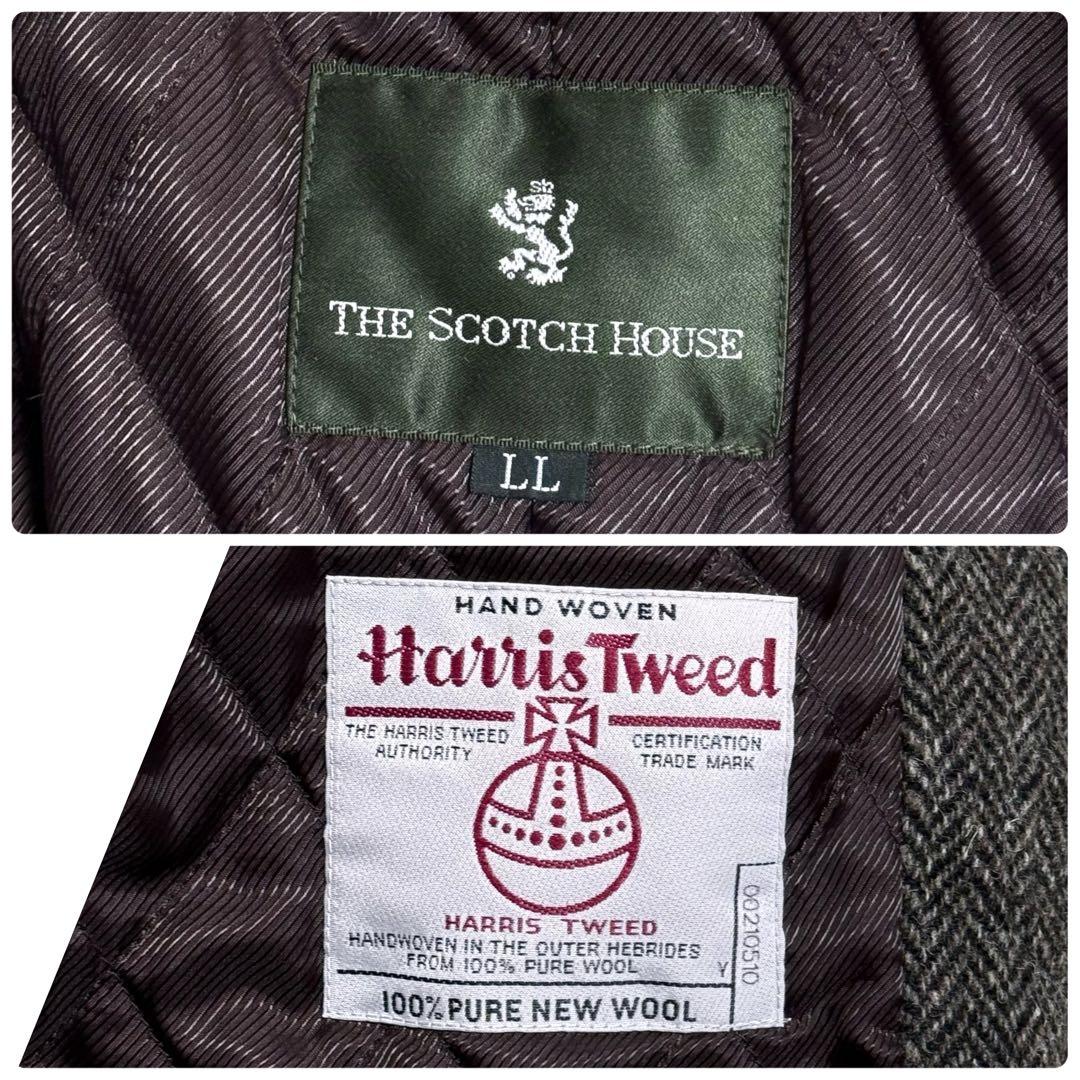 sh
THE SCOTCH HOUSE
LL
HAND WOVEN
Harris Tweed
THE HARRIS TWEED
AUTHORITY
CERTIFICATION
TRADE MARK
HARRIS TWEED
HANDWOVEN IN THE OUTER HEBRIDES
FROM 100% PURE WOOL
Y
00210510
100% PURE NEW WOOL